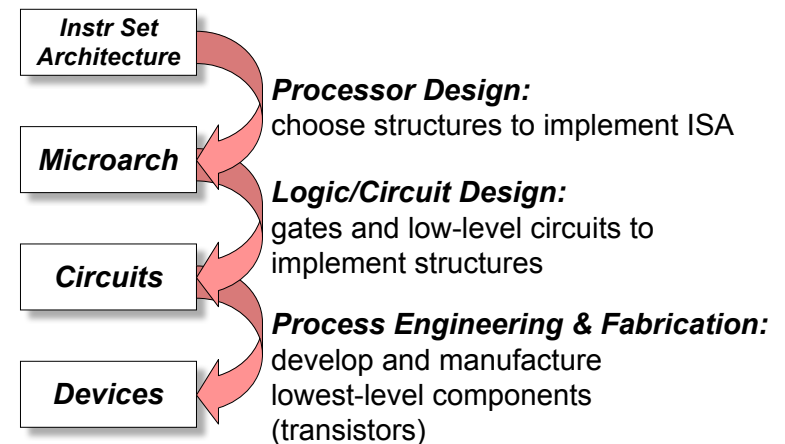 Instr Set
Architecture
Processor Design:
choose structures to implement ISA
Microarch
Logic/Circuit Design:
gates and low-level circuits to
implement structures
Circuits
Process Engineering & Fabrication:
develop and manufacture
lowest-level components
(transistors)
Devices